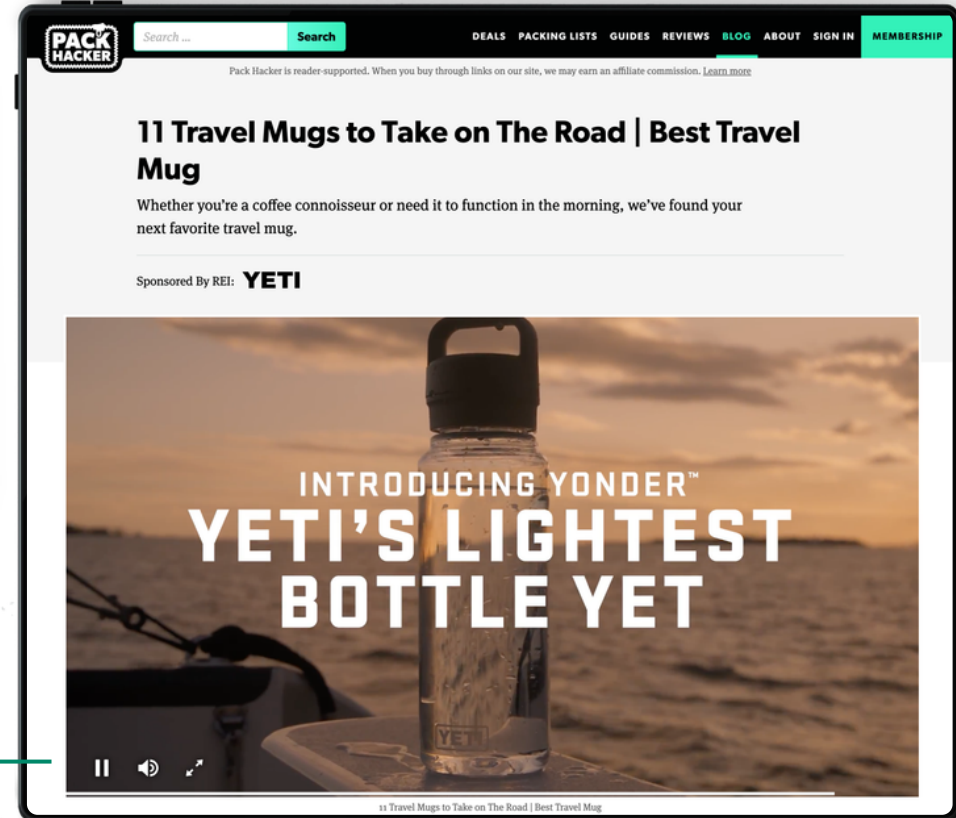 PACK
HACKER
Search ...
Search
DEALS PACKING LISTS GUIDES REVIEWS BLOG ABOUT SIGN IN MEMBERSHIP
Pack Hacker is reader-supported. When you buy through links on our site, we may earn an affiliate commission. Learn more
11 Travel Mugs to Take on The Road | Best Travel
Mug
Whether you're a coffee connoisseur or need it to function in the morning, we've found your
next favorite travel mug.
Sponsored By REI: YETI
INTRODUCING YONDER™
YETI'S LIGHTEST
BOTTLE YET
YETI
11 Travel Mugs to Take on The Road | Best Travel Mug